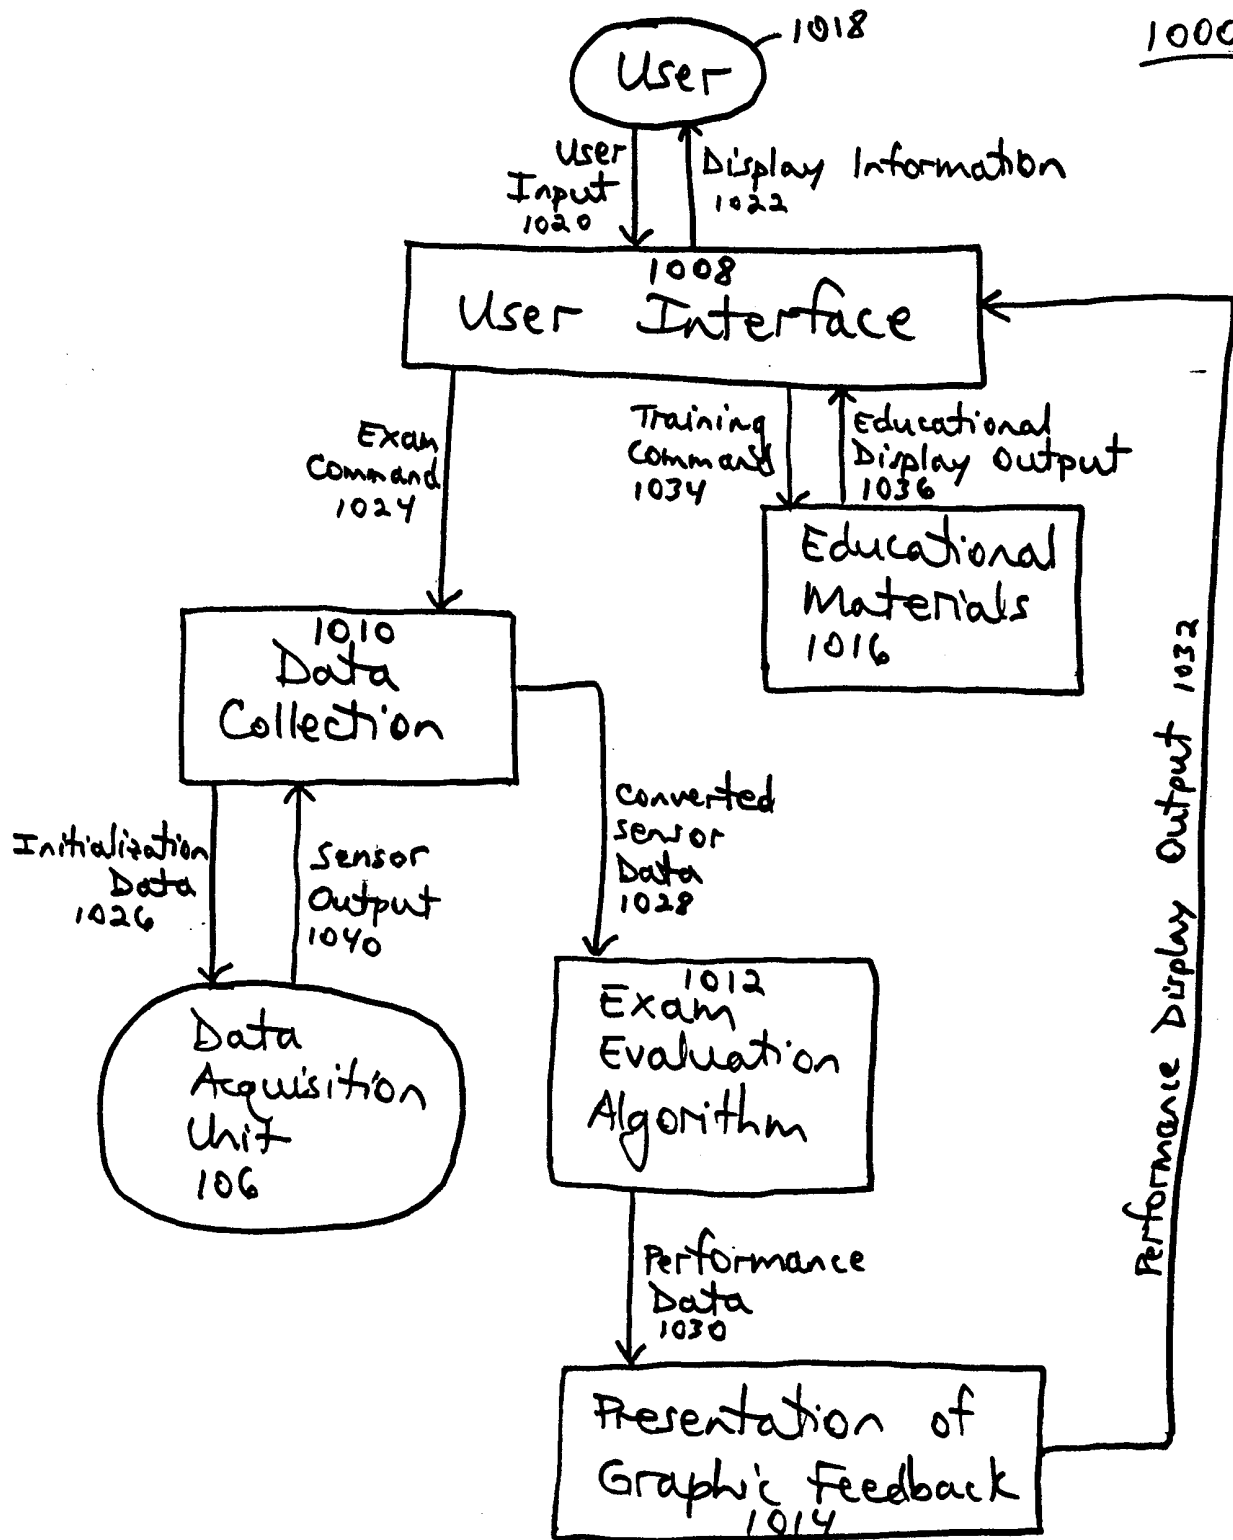 1018
1000
User
User
Input
1020
Display Information
1022
1008
User Interface
Exam
Command
1024
Training
Command
1034
Educational
Display Output
1036
Educational
Materials
1016
1010
Data
Collection
Initialization
Data
1026
Sensor
Output
1040
Converted
Sensor
Data
1028
Data
Acquisition
Unit
106
1012
Exam
Evaluation
Algorithm
Performance
Data
1030
Presentation of
Graphic Feedback
1014
Performance Display Output 1032